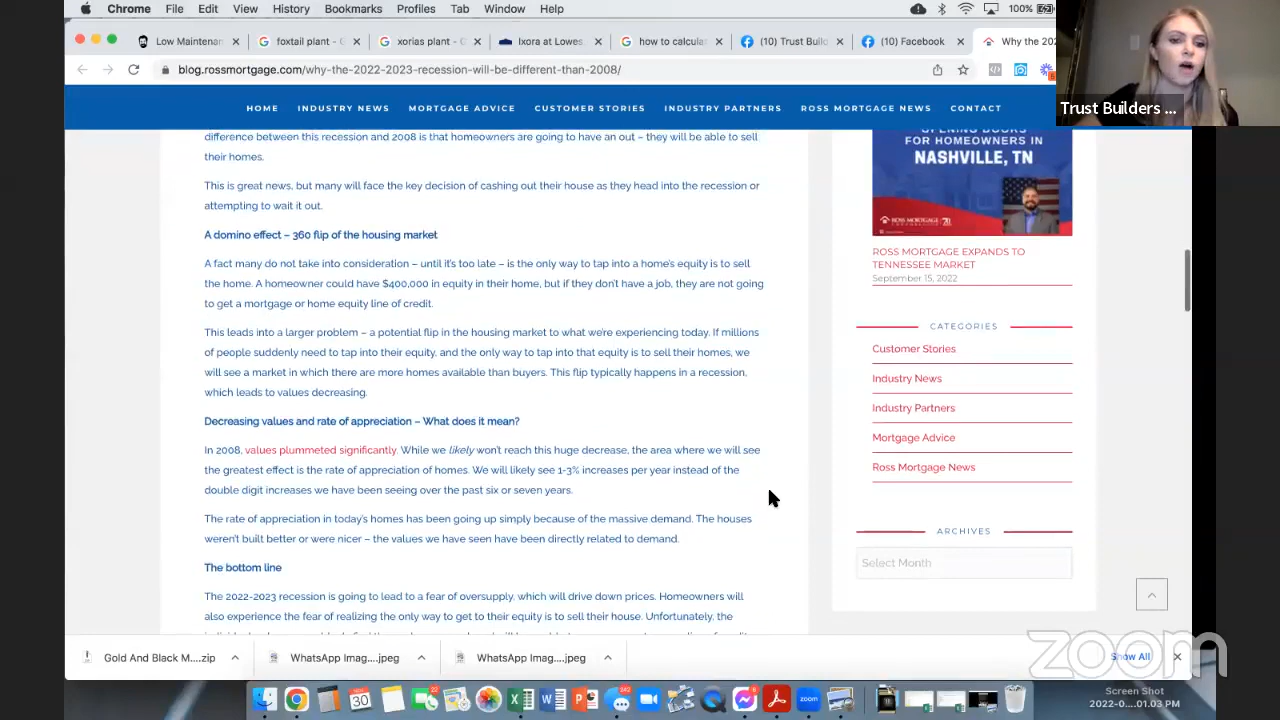 Chrome File Edit View History Bookmarks Profiles Tab Window Help 100%
Low Maintenan foxtail plant - G xorias plant - G Ixora at Lowes. how to calcula (10) Trust Buil (10) Facebook Why the 202
blog.rossmortgage.com/why-the-2022-2023-recession-will-be-different-than-2008/
Trust Builders ...
HOME INDUSTRY NEWS MORTGAGE ADVICE CUSTOMER STORIES INDUSTRY PARTNERS ROSS MORTGAGE NEWS CONTACT
difference between this recession and 2008 is that homeowners are going to have an out – they will be able to sell
their homes.
This is great news, but many will face the key decision of cashing out their house as they head into the recession or
attempting to wait it out.
A domino effect – 360 flip of the housing market
A fact many do not take into consideration – until it's too late – is the only way to tap into a home's equity is to sell
the home. A homeowner could have $400,000 in equity in their home, but if they don't have a job, they are not going
to get a mortgage or home equity line of credit.
This leads into a larger problem – a potential flip in the housing market to what we're experiencing today. If millions
of people suddenly need to tap into their equity, and the only way to tap into that equity is to sell their homes, we
will see a market in which there are more homes available than buyers. This flip typically happens in a recession,
which leads to values decreasing.
Decreasing values and rate of appreciation – What does it mean?
In 2008, values plummeted significantly. While we likely won't reach this huge decrease, the area where we will see
the greatest effect is the rate of appreciation of homes. We will likely see 1-3% increases per year instead of the
double digit increases we have been seeing over the past six or seven years.
The rate of appreciation in today's homes has been going up simply because of the massive demand. The houses
weren't built better or were nicer – the values we have seen have been directly related to demand.
The bottom line
The 2022-2023 recession is going to lead to a fear of oversupply, which will drive down prices. Homeowners will
also experience the fear of realizing the only way to get to their equity is to sell their house. Unfortunately, the
OPENING DOORS
FOR HOMEOWNERS IN
NASHVILLE, TN
ROSS MORTGAGE
ROSS MORTGAGE EXPANDS TO
TENNESSEE MARKET
September 15, 2022
CATEGORIES
Customer Stories
Industry News
Industry Partners
Mortgage Advice
Ross Mortgage News
ARCHIVES
Select Month
Gold And Black M....zip WhatsApp Imag....jpeg WhatsApp Imag....jpeg Show All
zoom
Screen Shot
2022-0....01.03 PM